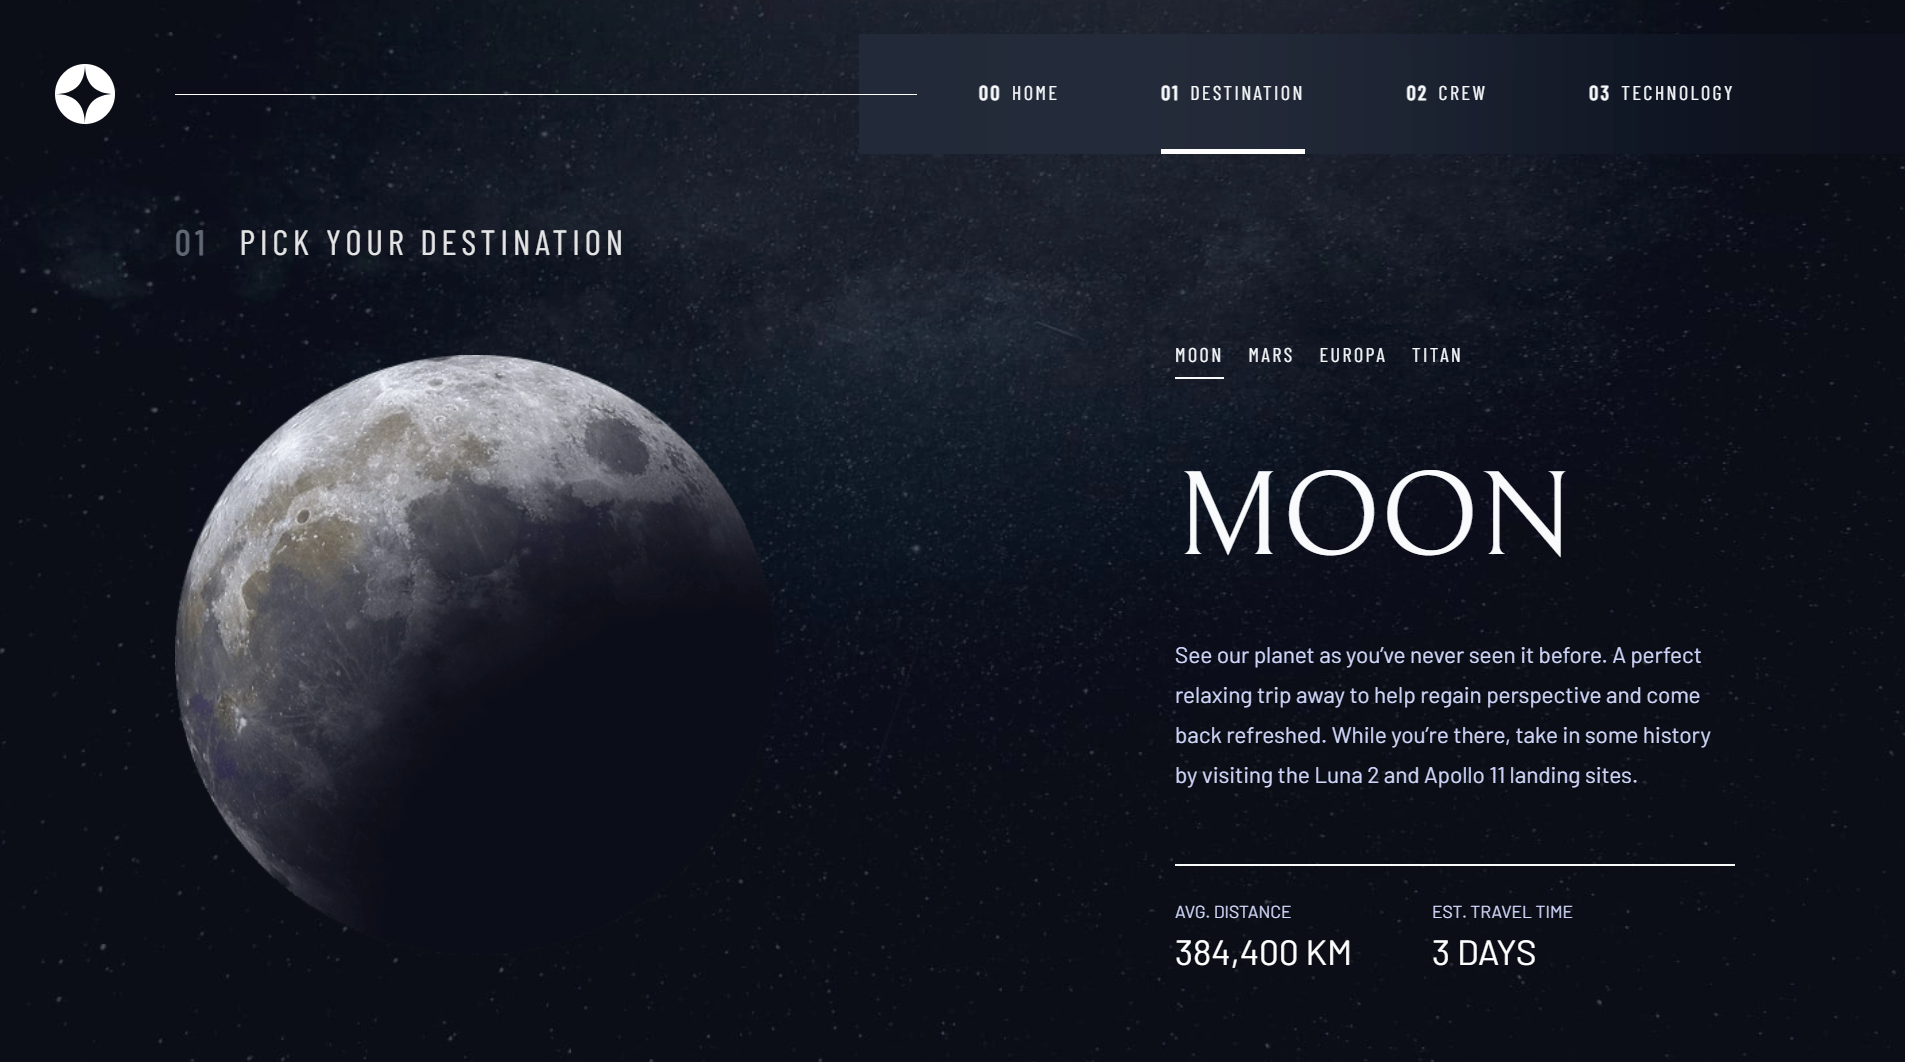 00 HOME 01 DESTINATION 02 CREW 03 TECHNOLOGY
01 PICK YOUR DESTINATION
MOON MARS EUROPA TITAN
MOON
See our planet as you’ve never seen it before. A perfect
relaxing trip away to help regain perspective and come
back refreshed. While you’re there, take in some history
by visiting the Luna 2 and Apollo 11 landing sites.
AVG. DISTANCE
384,400 KM
EST. TRAVEL TIME
3 DAYS